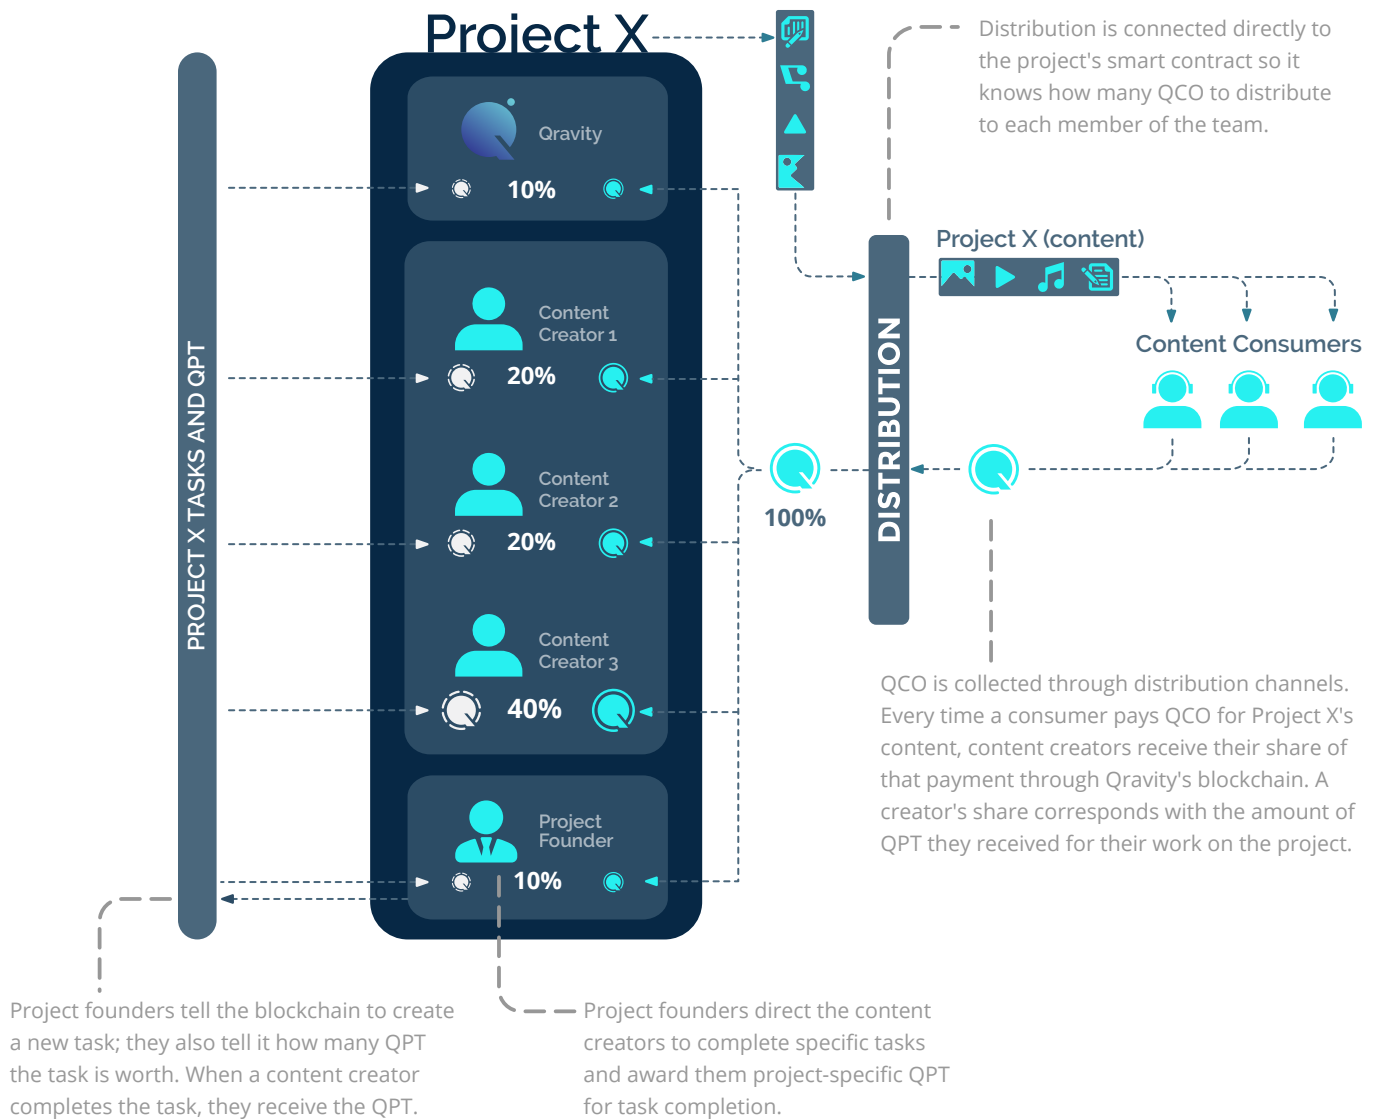 Project X
Distribution is connected directly to
the project's smart contract so it
knows how many QCO to distribute
to each member of the team.
Qravity
10%
Content
Creator 1
20%
Content
Creator 2
20%
Content
Creator 3
40%
Project
Founder
10%
PROJECT X TASKS AND QPT
100%
DISTRIBUTION
Project X (content)
Content Consumers
QCO is collected through distribution channels.
Every time a consumer pays QCO for Project X's
content, content creators receive their share of
that payment through Qravity's blockchain. A
creator's share corresponds with the amount of
QPT they received for their work on the project.
Project founders tell the blockchain to create
a new task; they also tell it how many QPT
the task is worth. When a content creator
completes the task, they receive the QPT.
Project founders direct the content
creators to complete specific tasks
and award them project-specific QPT
for task completion.